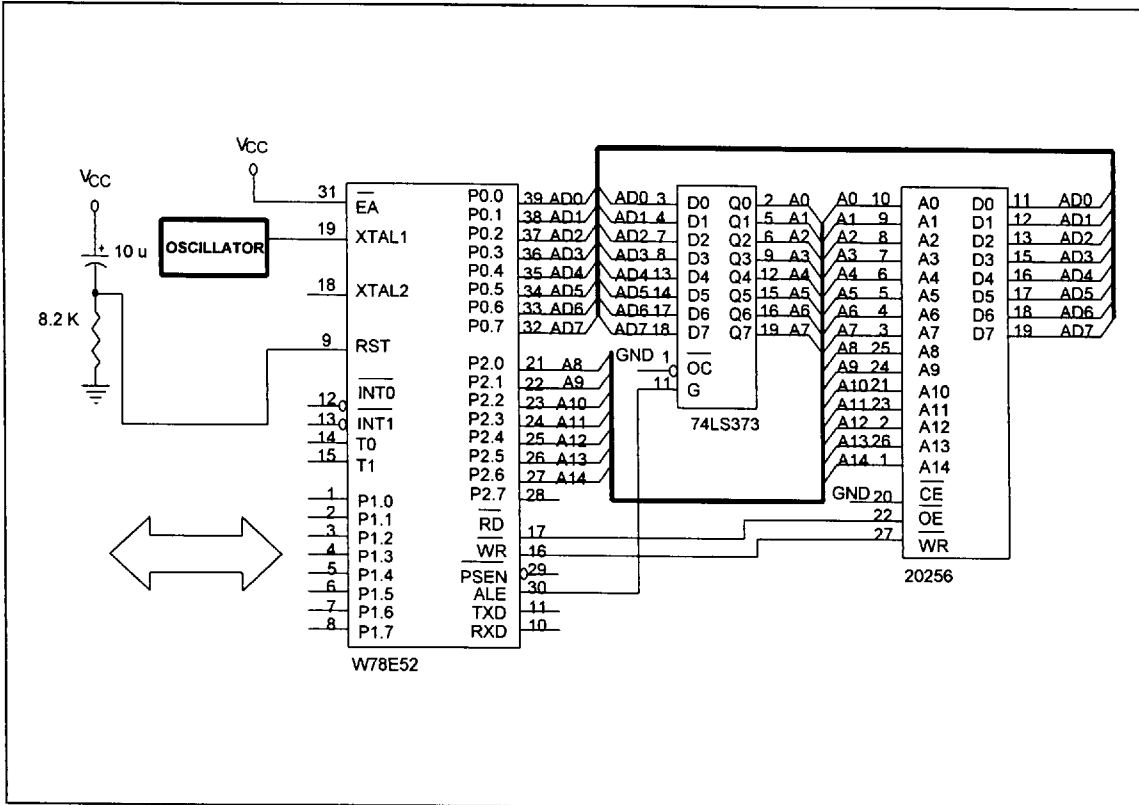 VCC
10 u
8.2 K
VCC
OSCILLATOR
31 EA
19 XTAL1
18 XTAL2
9 RST
12 INT0
13 INT1
14 T0
15 T1
1 P1.0
2 P1.1
3 P1.2
4 P1.3
5 P1.4
6 P1.5
7 P1.6
8 P1.7
P0.0 39 AD0
P0.1 38 AD1
P0.2 37 AD2
P0.3 36 AD3
P0.4 35 AD4
P0.5 34 AD5
P0.6 33 AD6
P0.7 32 AD7
P2.0 21 A8
P2.1 22 A9
P2.2 23 A10
P2.3 24 A11
P2.4 25 A12
P2.5 26 A13
P2.6 27 A14
P2.7 28
RD 17
WR 16
PSEN 29
ALE 30
TXD 11
RXD 10
W78E52
AD0 3 D0 Q0 2 A0
AD1 4 D1 Q1 5 A1
AD2 7 D2 Q2 6 A2
AD3 8 D3 Q3 9 A3
AD4 13 D4 Q4 12 A4
AD5 14 D5 Q5 15 A5
AD6 17 D6 Q6 16 A6
AD7 18 D7 Q7 19 A7
GND 1 OC
11 G
74LS373
A0 10 A0 D0 11 AD0
A1 9 A1 D1 12 AD1
A2 8 A2 D2 13 AD2
A3 7 A3 D3 15 AD3
A4 6 A4 D4 16 AD4
A5 5 A5 D5 17 AD5
A6 4 A6 D6 18 AD6
A7 3 A7 D7 19 AD7
A8 25 A8
A9 24 A9
A10 21 A10
A11 23 A11
A12 2 A12
A13 26 A13
A14 1 A14
GND 20 CE
22 OE
27 WR
20256